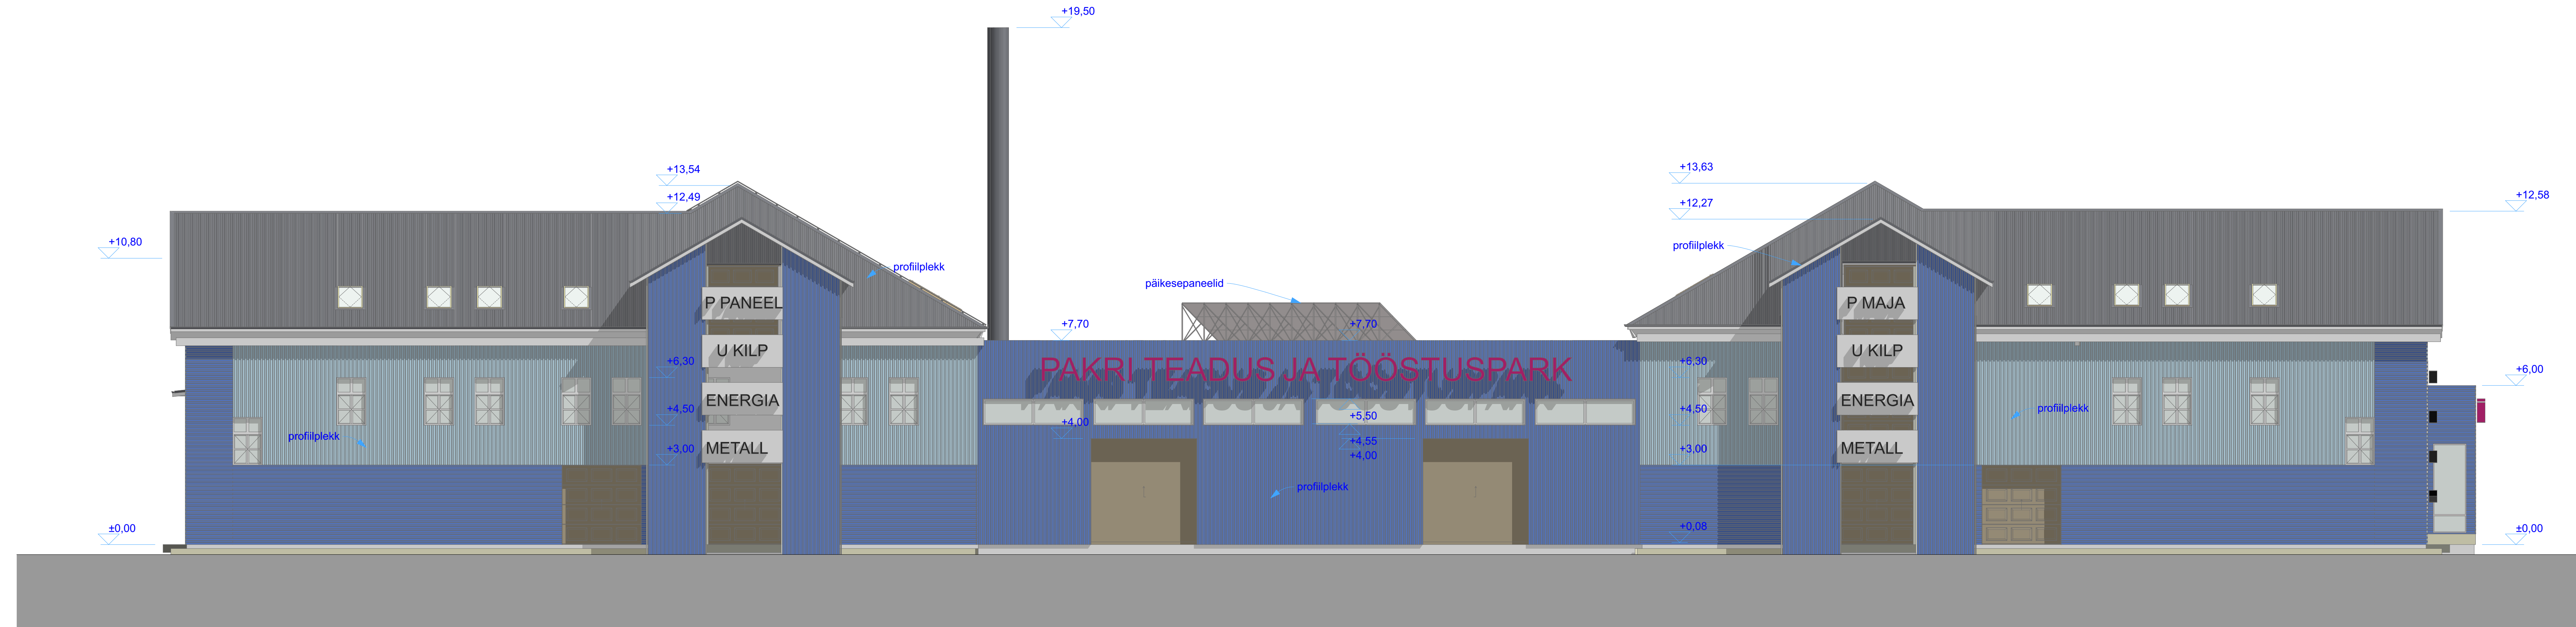 +19,50
+13,54
+13,63
+12,49
+12,27
+12,58
+10,80
profiilplekk
profiilplekk
päikesepaneelid
P PANEEL
P MAJA
+7,70
+7,70
U KILP
U KILP
+6,30
PAKRI TEADUS JA TÖÖSTUSPARK
+6,30
+6,00
ENERGIA
ENERGIA
+4,50
+4,50
profiilplekk
+4,00
+5,50
profiilplekk
+4,55
METALL
METALL
+3,00
+4,00
+3,00
profiilplekk
±0,00
+0,08
±0,00